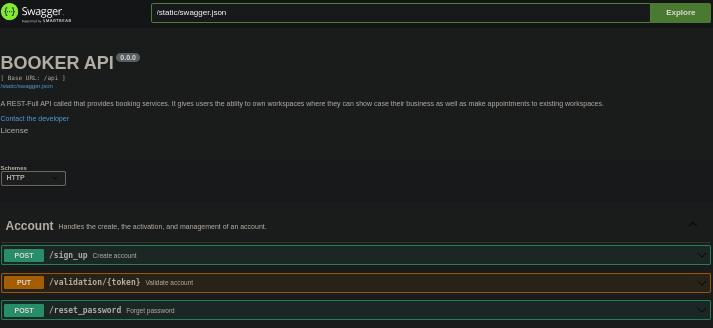 Swagger
Supported by SMARTBEAR
/static/swagger.json
Explore
BOOKER API 0.0.0
[ Base URL: /api ]
/static/swagger.json
A REST-Full API called that provides booking services. It gives users the ability to own workspaces where they can show case their business as well as make appointments to existing workspaces.
Contact the developer
License
Schemes
HTTP
Account Handles the create, the activation, and management of an account.
POST /sign_up Create account
PUT /validation/{token} Validate account
POST /reset_password Forget password